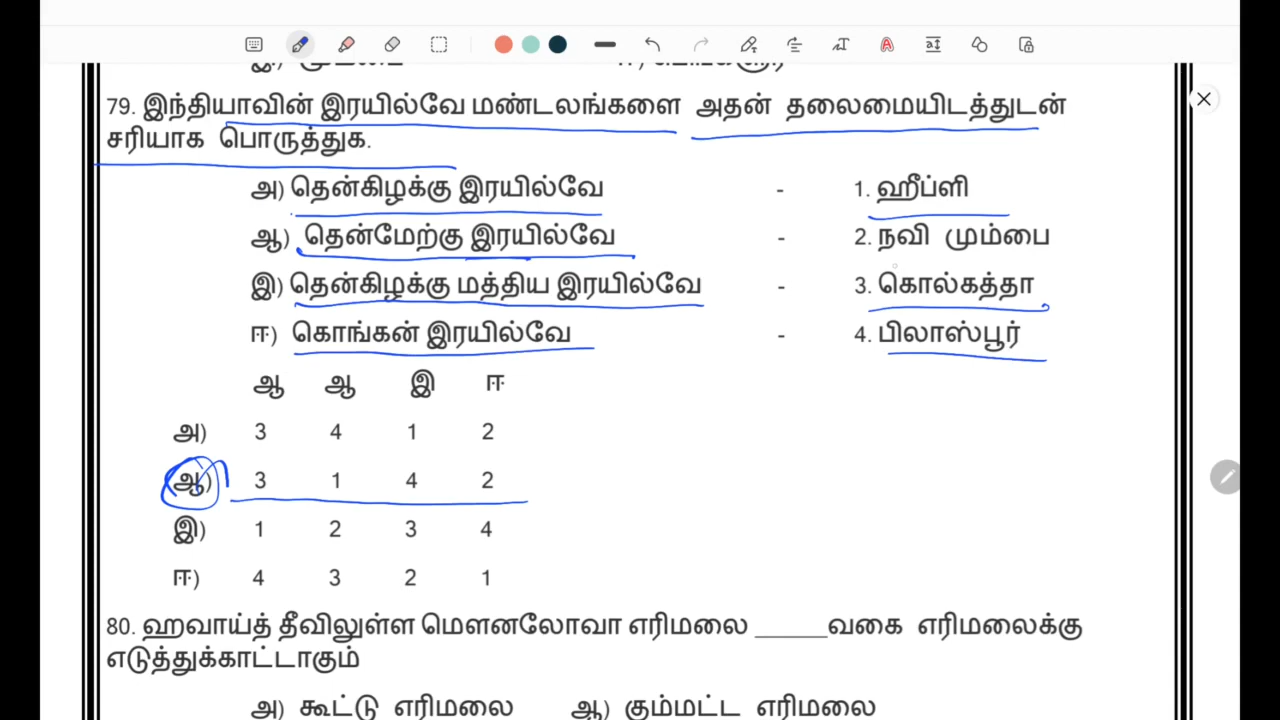 79. இந்தியாவின் இரயில்வே மண்டலங்களை அதன் தலைமையிடத்துடன்
சரியாக பொருத்துக.
அ) தென்கிழக்கு இரயில்வே - 1. ஹீப்ளி
ஆ) தென்மேற்கு இரயில்வே - 2. நவி மும்பை
இ) தென்கிழக்கு மத்திய இரயில்வே - 3. கொல்கத்தா
ஈ) கொங்கன் இரயில்வே - 4. பிலாஸ்பூர்
ஆ ஆ இ ஈ
அ) 3 4 1 2
ஆ) 3 1 4 2
இ) 1 2 3 4
ஈ) 4 3 2 1
80. ஹவாய்த் தீவிலுள்ள மௌனலோவா எரிமலை ______வகை எரிமலைக்கு
எடுத்துக்காட்டாகும்
அ) கூட்டு எரிமலை ஆ) கும்மட்ட எரிமலை